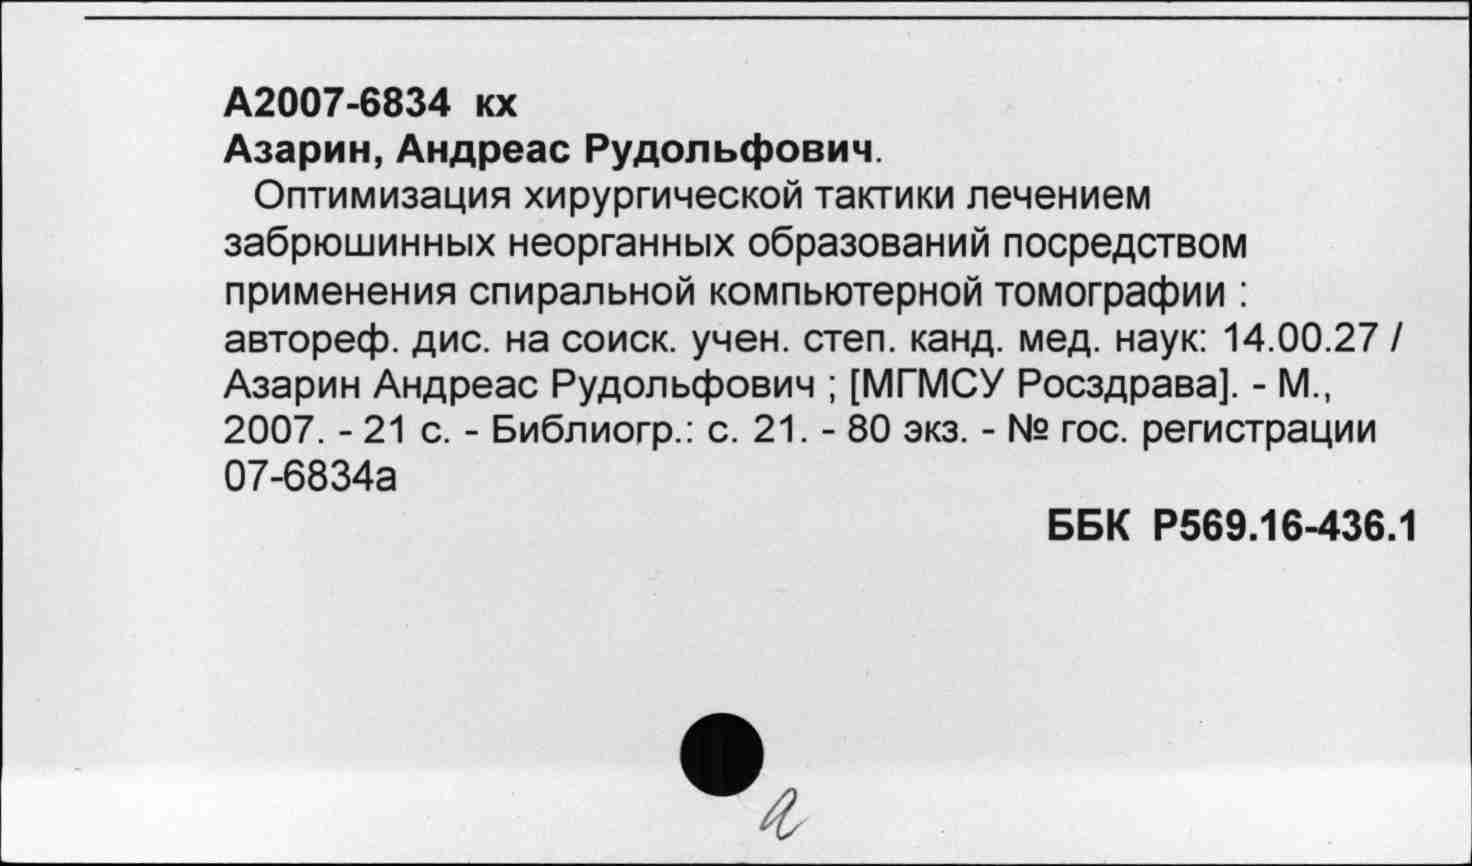 А2007-6834 кх
Азарин, Андреас Рудольфович.
Оптимизация хирургической тактики лечением
забрюшинных неорганных образований посредством
применения спиральной компьютерной томографии :
автореф. дис. на соиск. учен. степ. канд. мед. наук: 14.00.27 /
Азарин Андреас Рудольфович ; [МГМСУ Росздрава]. - М.,
2007. - 21 с. - Библиогр.: с. 21. - 80 экз. - № гос. регистрации
07-6834а
ББК Р569.16-436.1
а